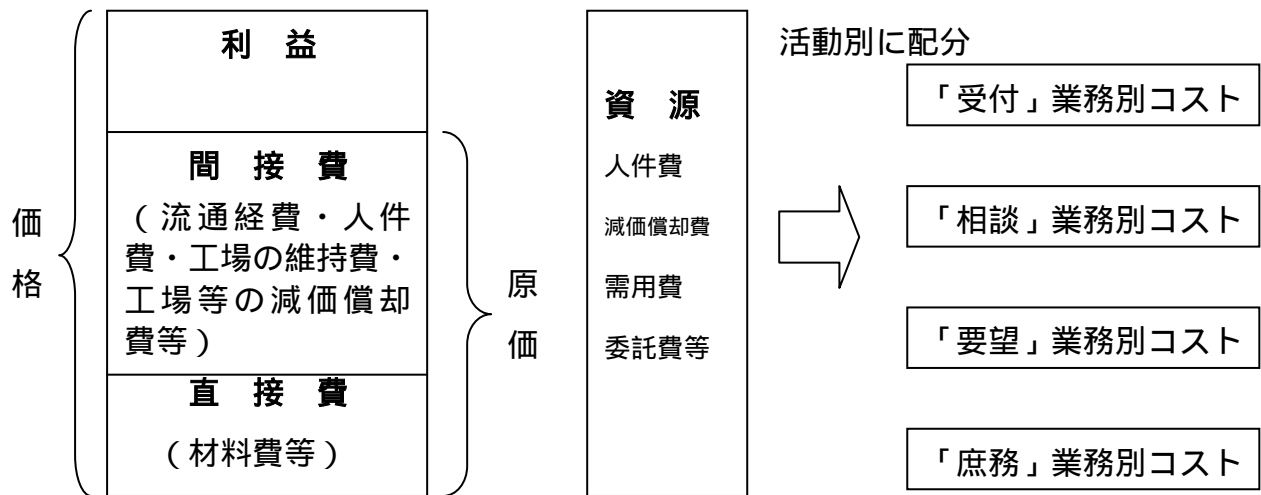 価
格
利　益
間　接　費
（流通経費・人件
費・工場の維持費・
工場等の減価償却
費等）
直　接　費
（材料費等）
原
価
資　源
人件費
減価償却費
需用費
委託費等
活動別に配分
「受付」業務別コスト
「相談」業務別コスト
「要望」業務別コスト
「庶務」業務別コスト